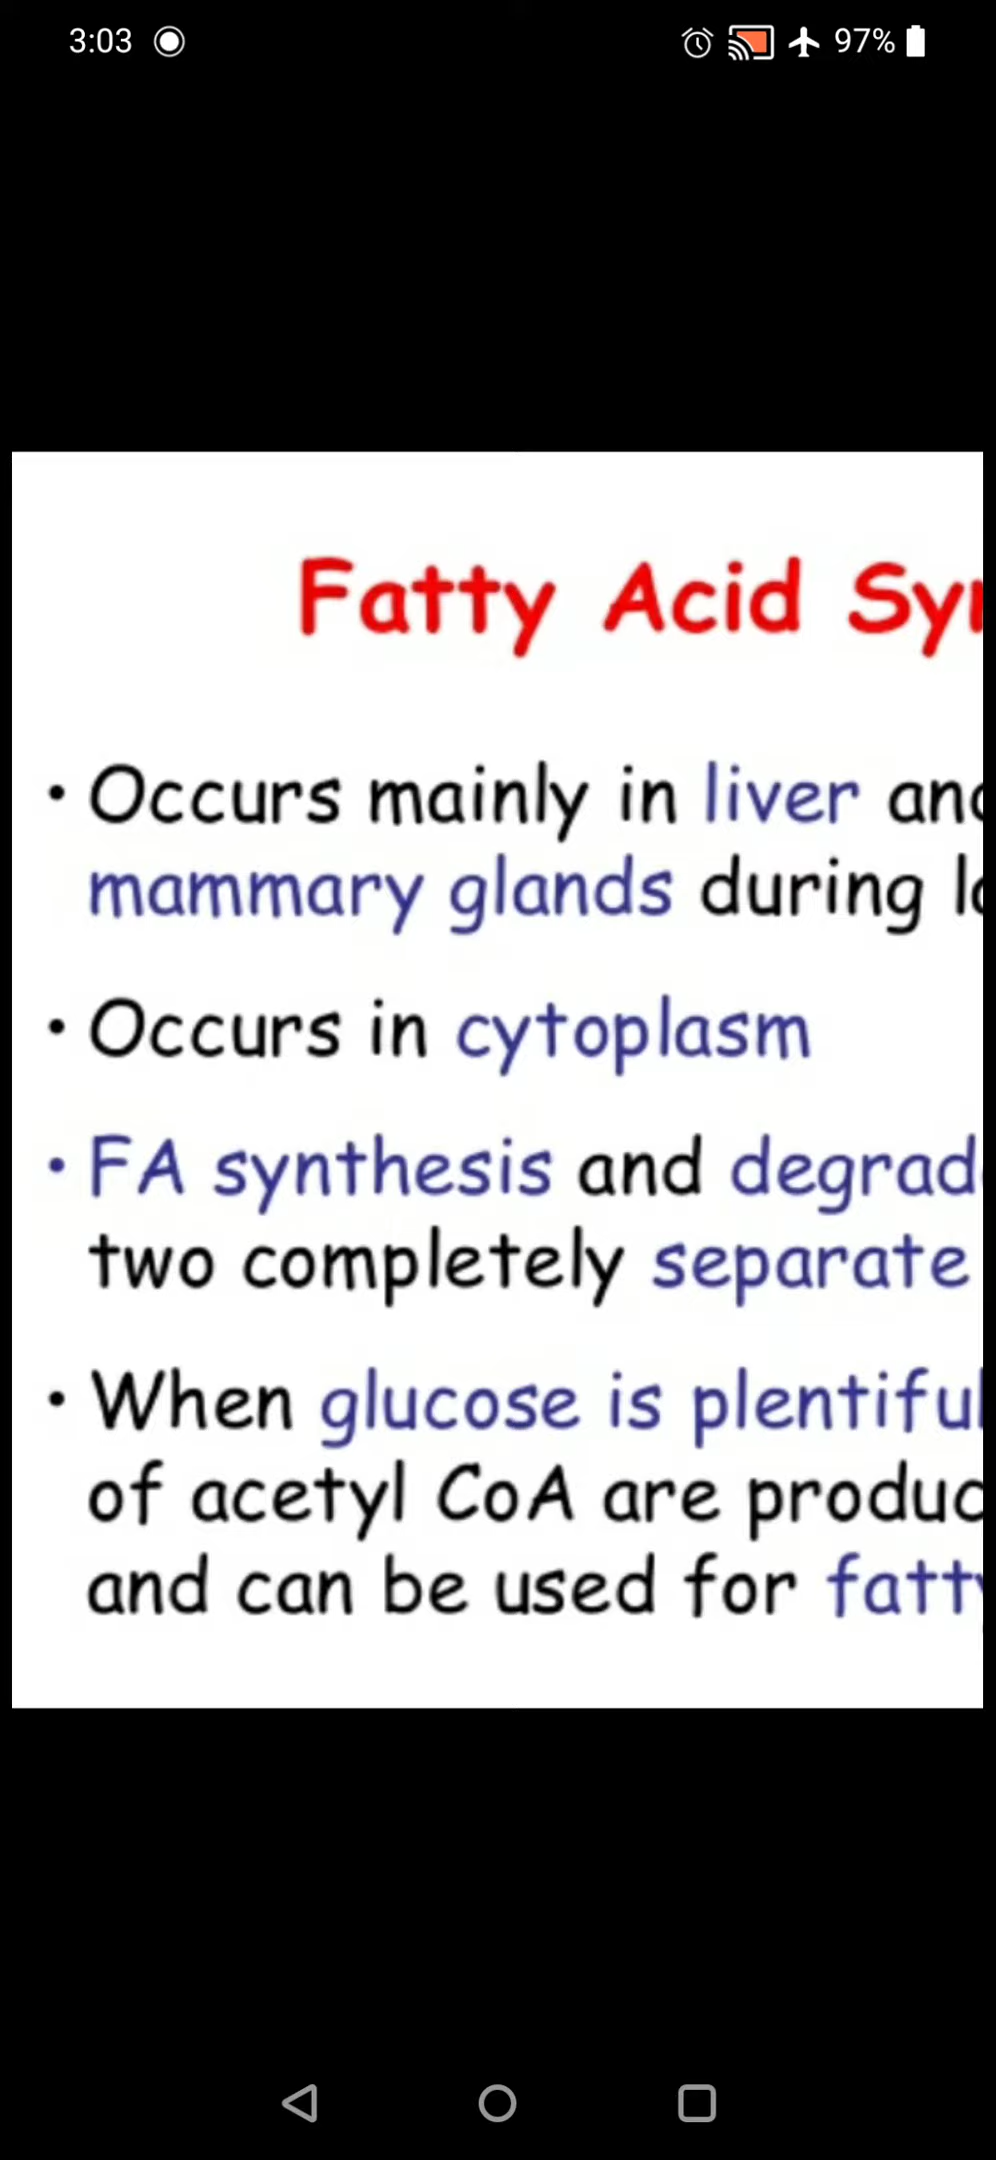 3:03 97%
Fatty Acid
• Occurs mainly in liver
mammary glands during
• Occurs in cytoplasm
• FA synthesis and
two completely separate
• When glucose is plentiful
of acetyl CoA are
and can be used for